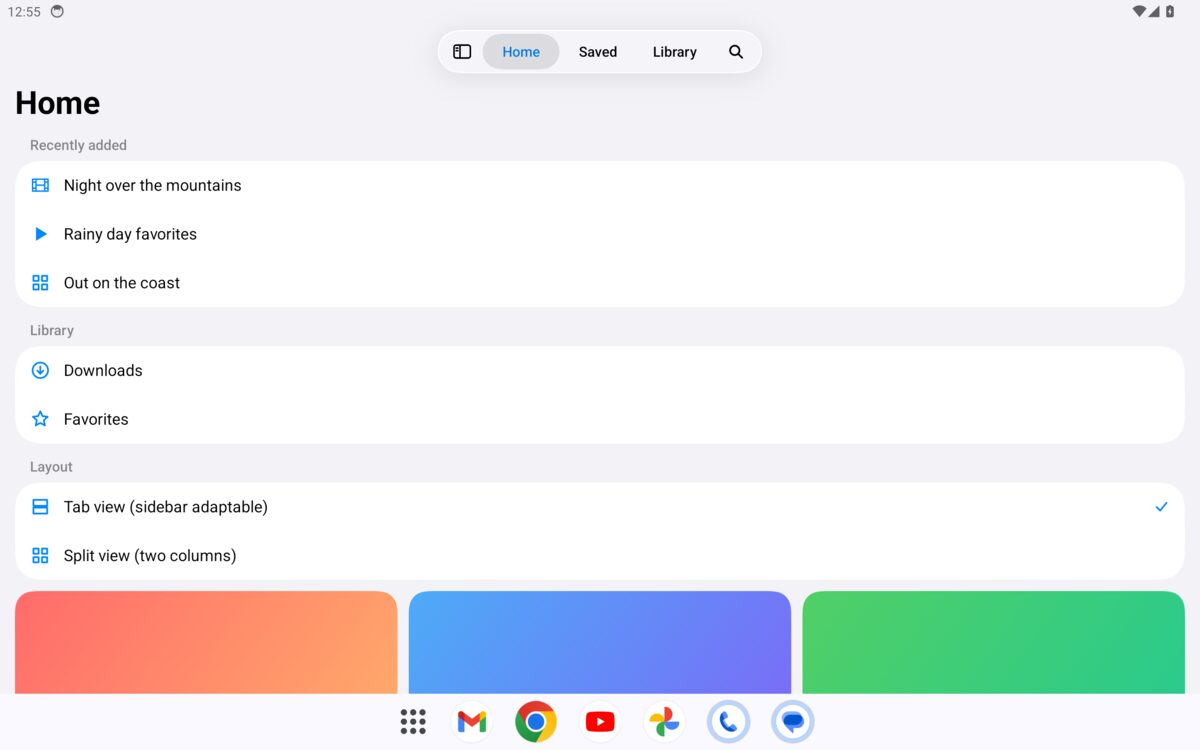 12:55
Home
Saved
Library
Home
Recently added
Night over the mountains
Rainy day favorites
Out on the coast
Library
Downloads
Favorites
Layout
Tab view (sidebar adaptable)
Split view (two columns)